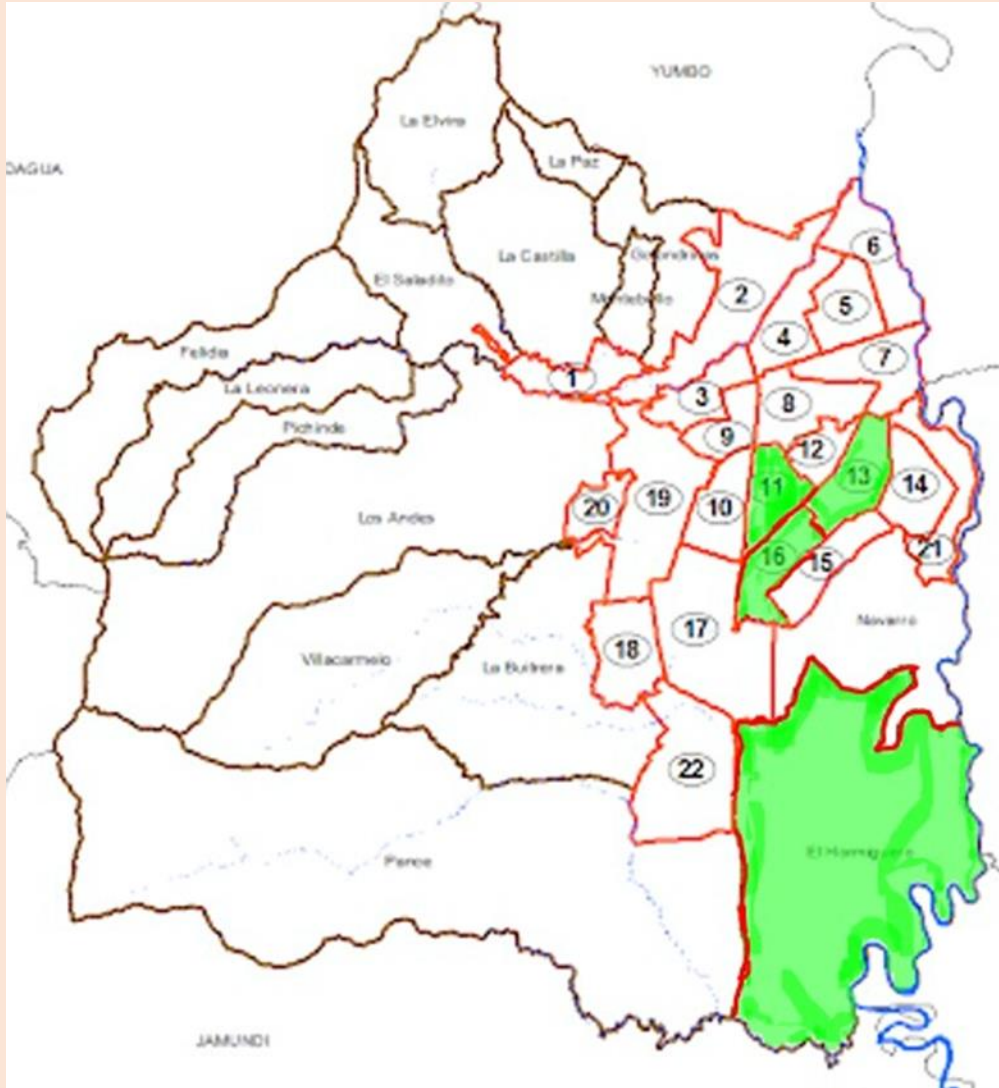 YUMBO
La Elvira
La Paz
DAGUA
6
La Castilla
Golondrinas
El Saladito
2
5
Montebello
4
Felidia
7
1
La Leonera
3
8
Pichinde
9
12
11
13
14
20
19
10
Los Andes
21
16
15
Navarro
17
18
Villacarmelo
La Buitrera
22
El Hormiguero
Pance
JAMUNDI